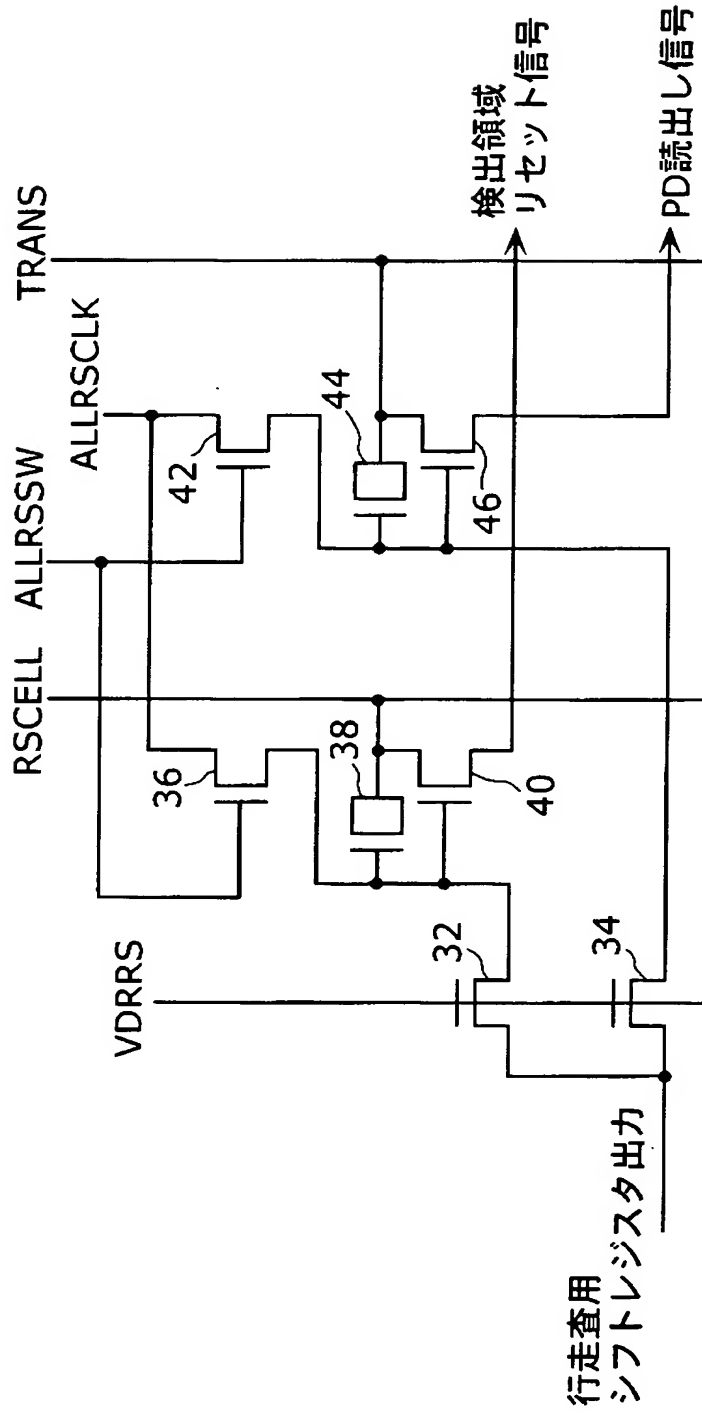 VDRRS
RSCELL
ALLRSSW
ALLRSCLK
TRANS
36
38
40
42
44
46
32
34
行走査用
シフトレジスタ出力
検出領域
リセット信号
PD読出し信号